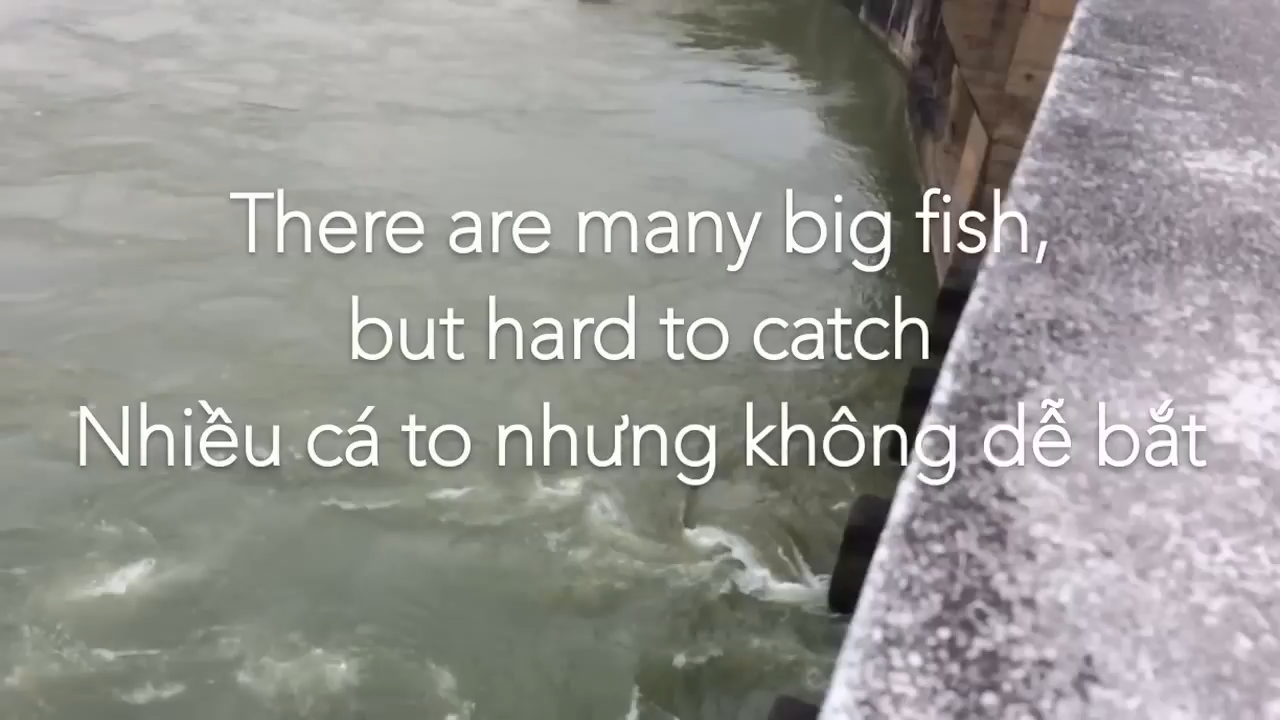 There are many big fish,
but hard to catch
Nhiều cá to nhưng không dễ bắt